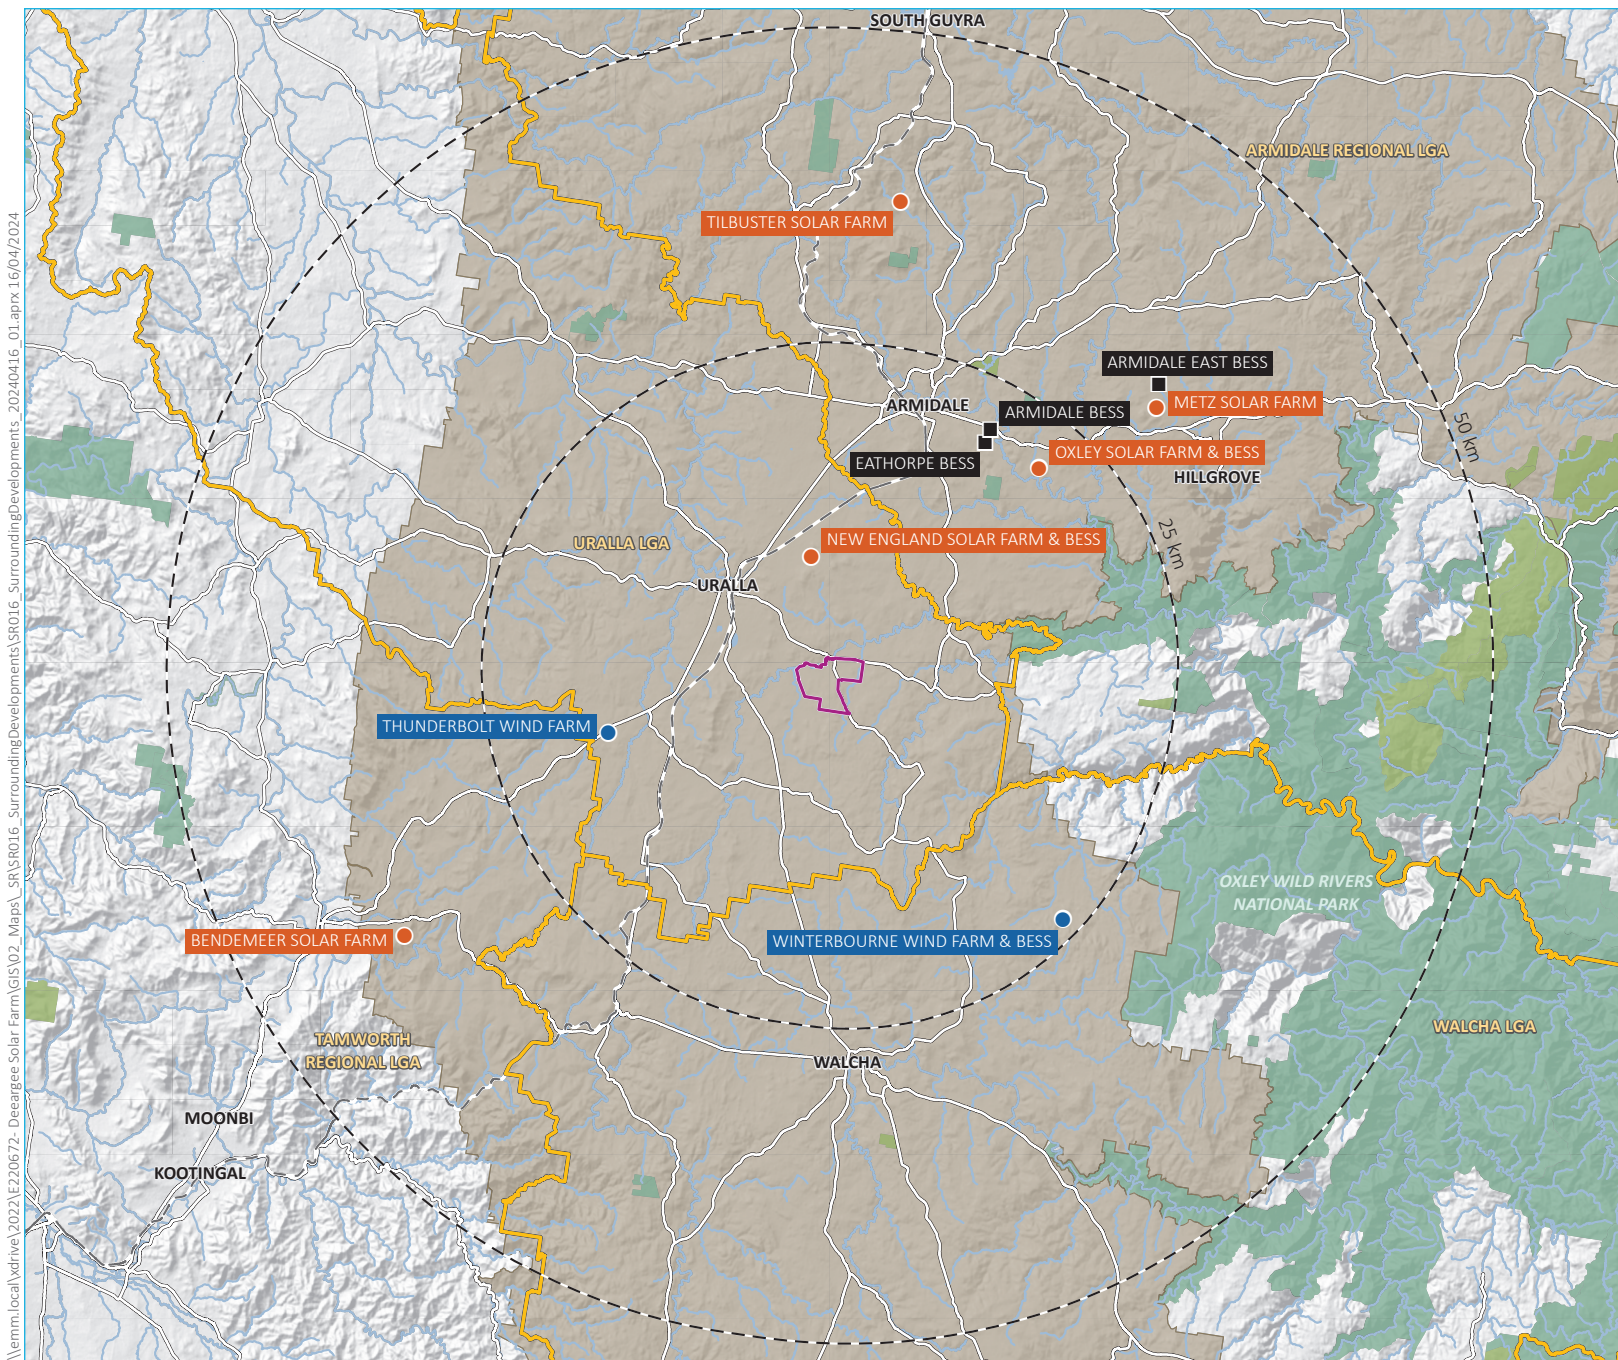 SOUTH GUYRA
ARMIDALE REGIONAL LGA
TILBUSTER SOLAR FARM
ARMIDALE EAST BESS
METZ SOLAR FARM
ARMIDALE
ARMIDALE BESS
50 km
OXLEY SOLAR FARM & BESS
EATHORPE BESS
HILLGROVE
NEW ENGLAND SOLAR FARM & BESS
URALLA LGA
25 km
URALLA
THUNDERBOLT WIND FARM
OXLEY WILD RIVERS
NATIONAL PARK
BENDEMEER SOLAR FARM
WINTERBOURNE WIND FARM & BESS
WALCHA LGA
TAMWORTH
REGIONAL LGA
WALCHA
MOONBI
KOOTINGAL
\\emm.local\xdrive\2022\E220672- Deeargee Solar Farm\GIS\02_Maps\_SR\SR016_SurroundingDevelopments\SR016_SurroundingDevelopments_20240416_01.aprx 16/04/2024